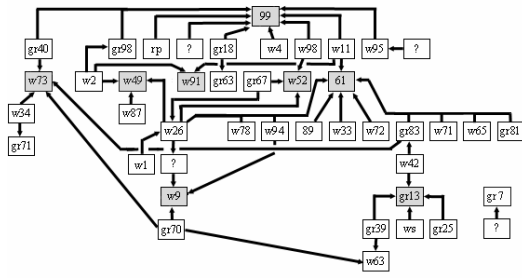 99
gr40 gr98 rp ? gr18 w4 w98 w11 w95 ?
w73 w2 w49 w91 gr63 gr67 w52 61
w34 w87
gr71 w26 w78 w94 89 w33 w72 gr83 w71 w65 gr81
w1 ? w42
w9 gr13 gr7
gr70 gr39 ws gr25 ?
w63